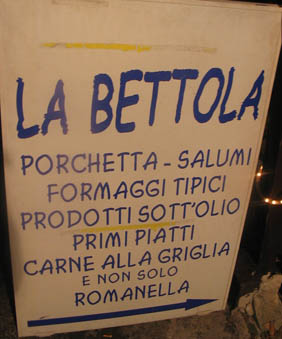 LA BETTOLA
PORCHETTA - SALUMI
FORMAGGI TIPICI
PRODOTTI SOTT'OLIO
PRIMI PIATTI
CARNE ALLA GRIGLIA
E NON SOLO
ROMANELLA